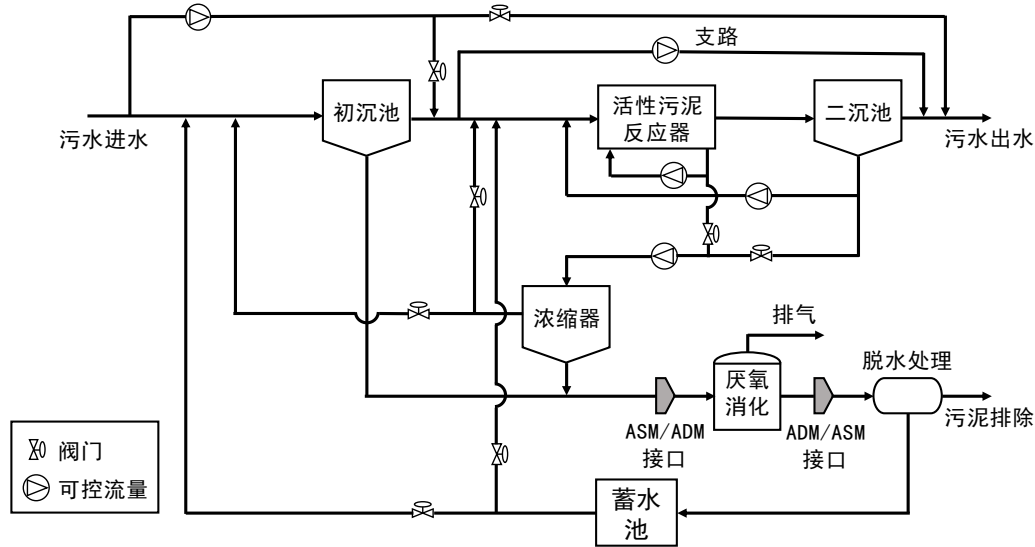 支路
污水进水
初沉池
活性污泥
反应器
二沉池
污水出水
浓缩器
排气
脱水处理
厌氧
消化
污泥排除
ASM/ADM
接口
ADM/ASM
接口
阀门
可控流量
蓄水
池